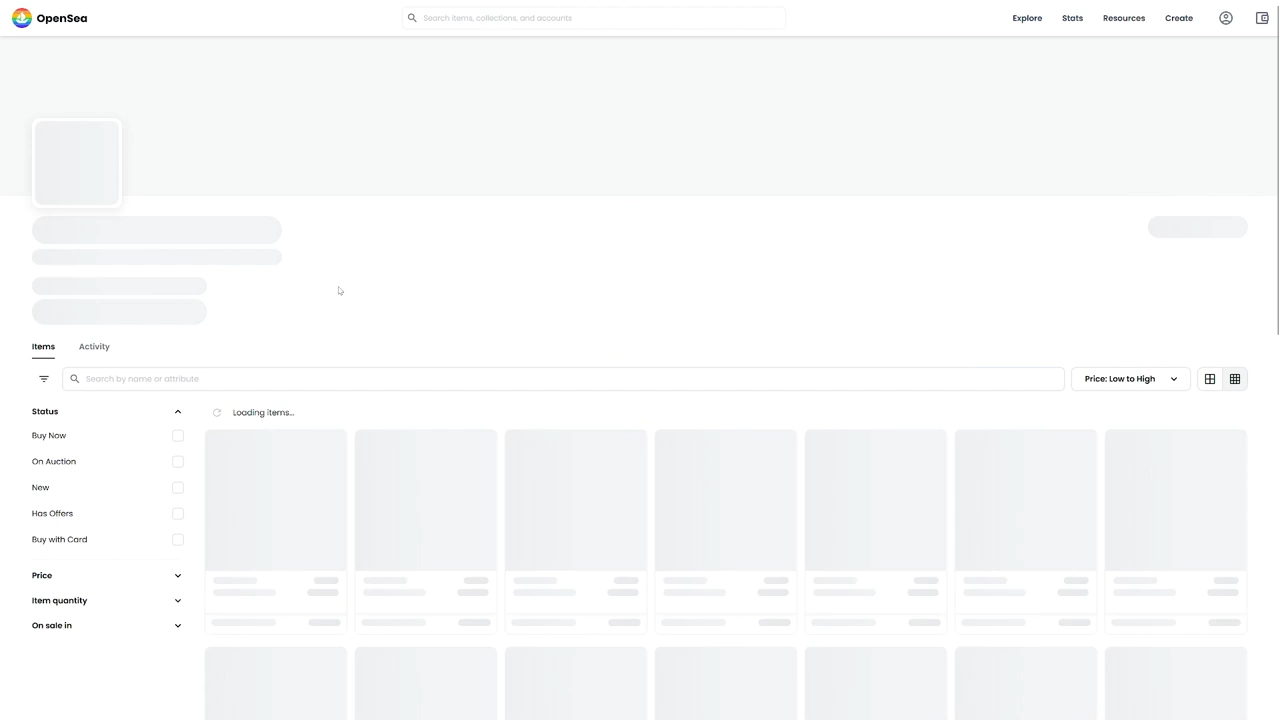 OpenSea
Search items, collections, and accounts
Explore
Stats
Resources
Create
Items
Activity
Search by name or attribute
Price: Low to High
Status
Loading items...
Buy Now
On Auction
New
Has Offers
Buy with Card
Price
Item quantity
On sale in